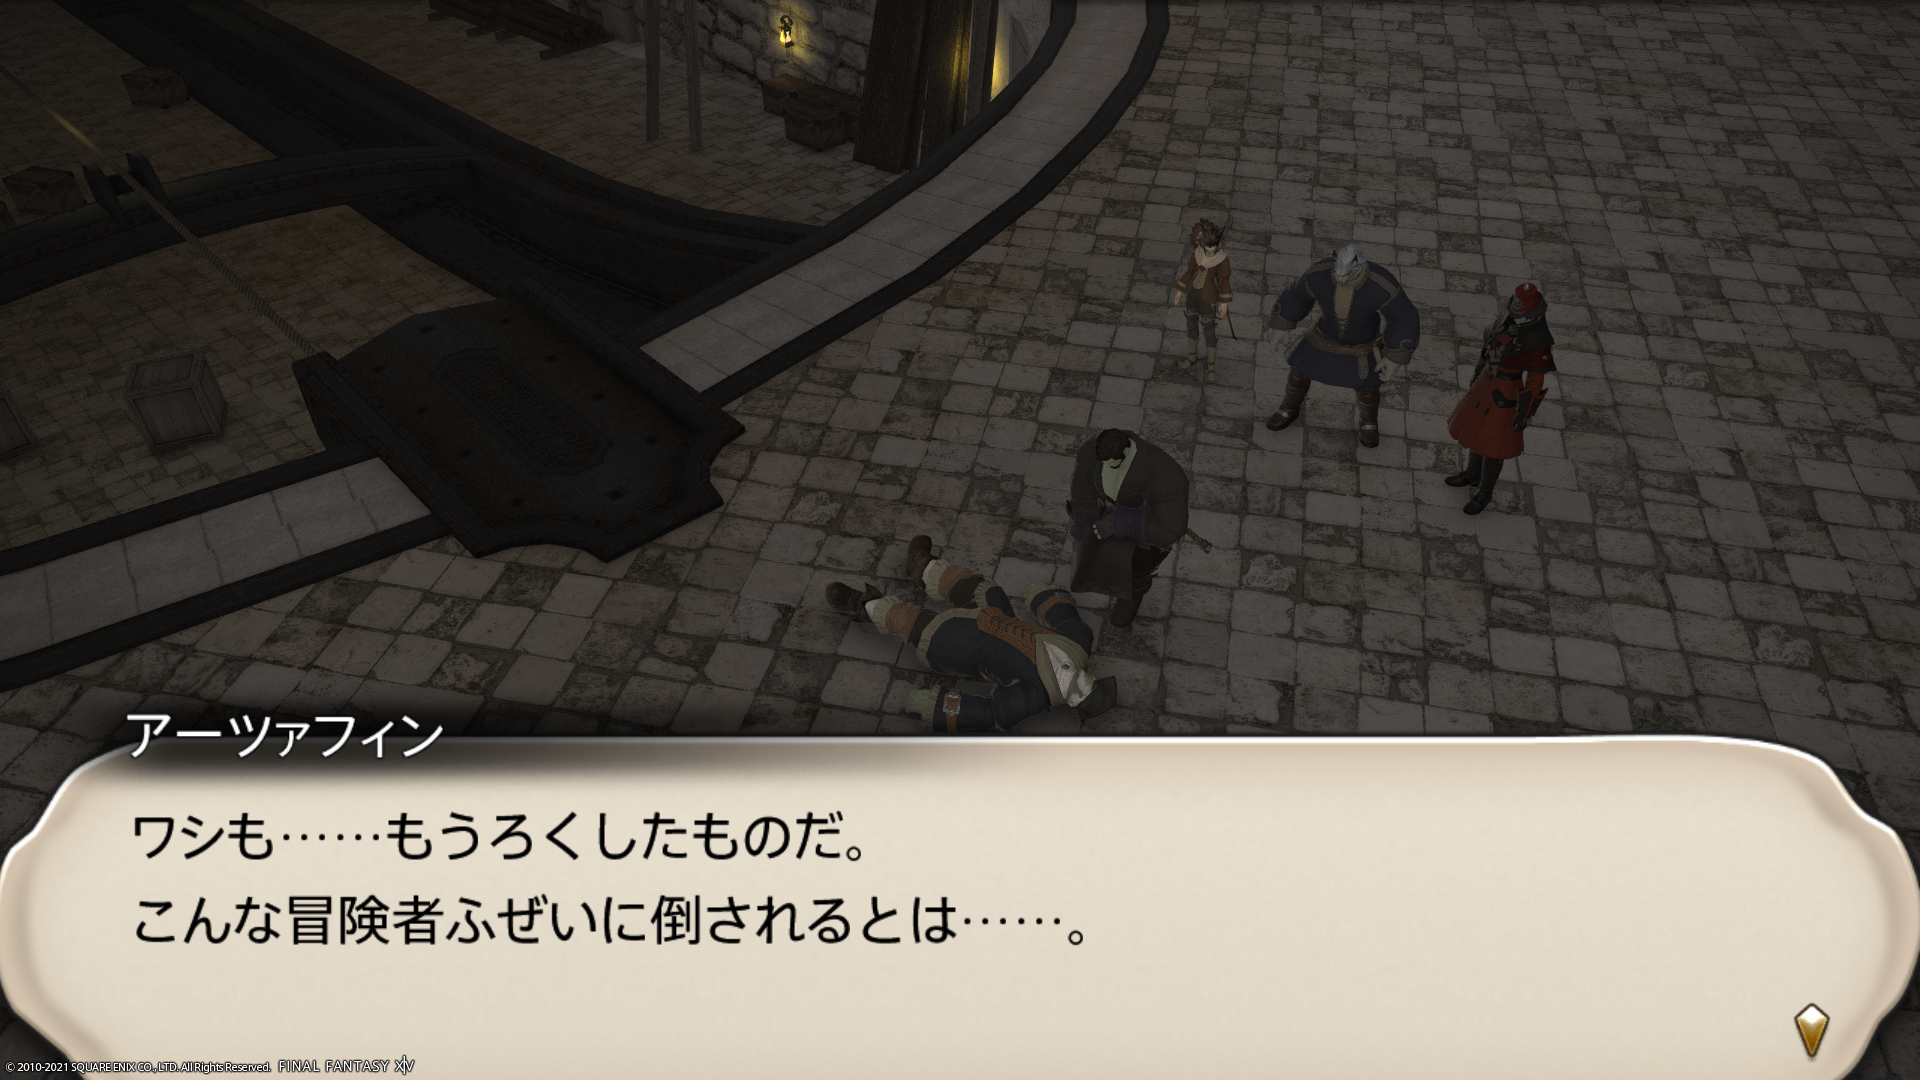 アーツァフィン
ワシも……もうろくしたものだ。
こんな冒険者ふぜいに倒されるとは……。
© 2010-2021 SQUARE ENIX CO., LTD. All Rights Reserved. FINAL FANTASY XIV